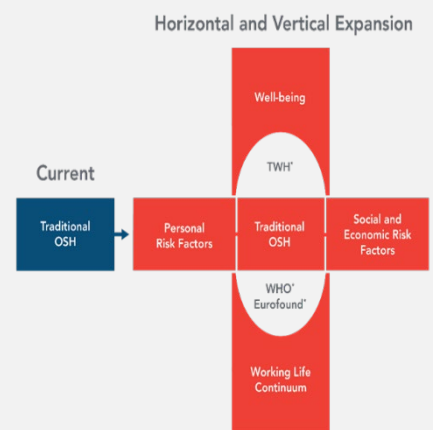 Horizontal and Vertical Expansion
Well-being
TWH*
Current
Traditional
OSH
Personal
Risk Factors
Traditional
OSH
Social and
Economic Risk
Factors
WHO*
Eurofound*
Working Life
Continuum